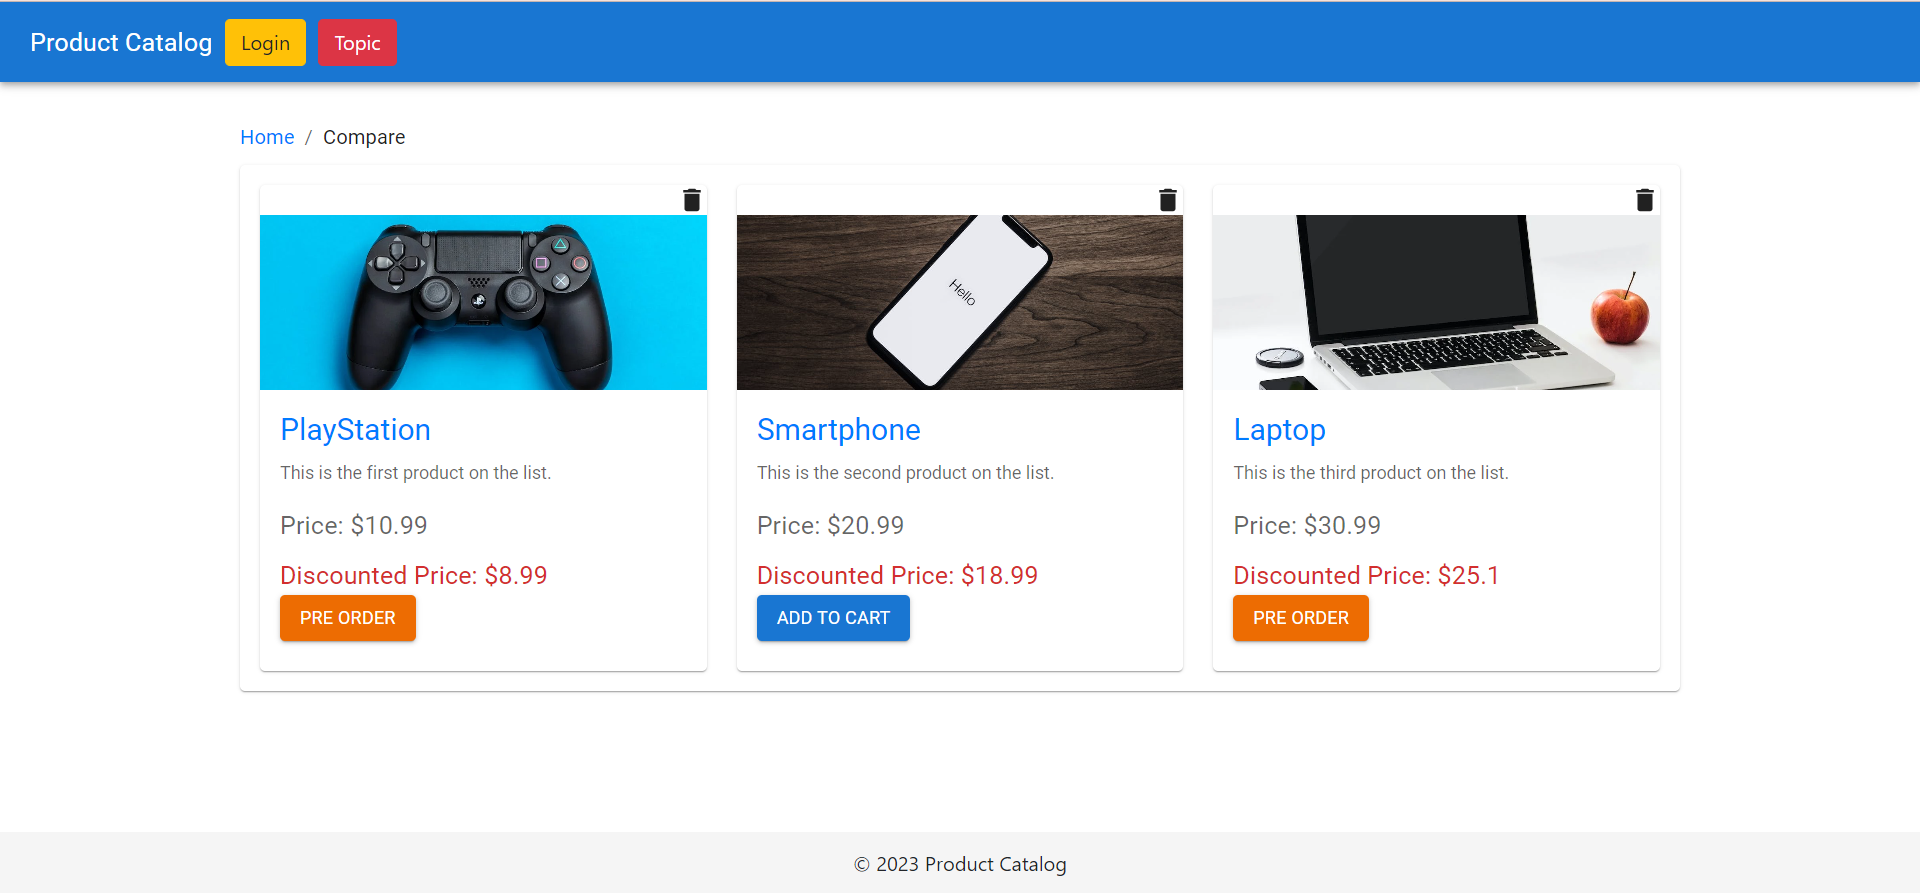 Product Catalog Login Topic
Home / Compare
Hello
PlayStation
This is the first product on the list.
Price: $10.99
Discounted Price: $8.99
PRE ORDER
Smartphone
This is the second product on the list.
Price: $20.99
Discounted Price: $18.99
ADD TO CART
Laptop
This is the third product on the list.
Price: $30.99
Discounted Price: $25.1
PRE ORDER
© 2023 Product Catalog